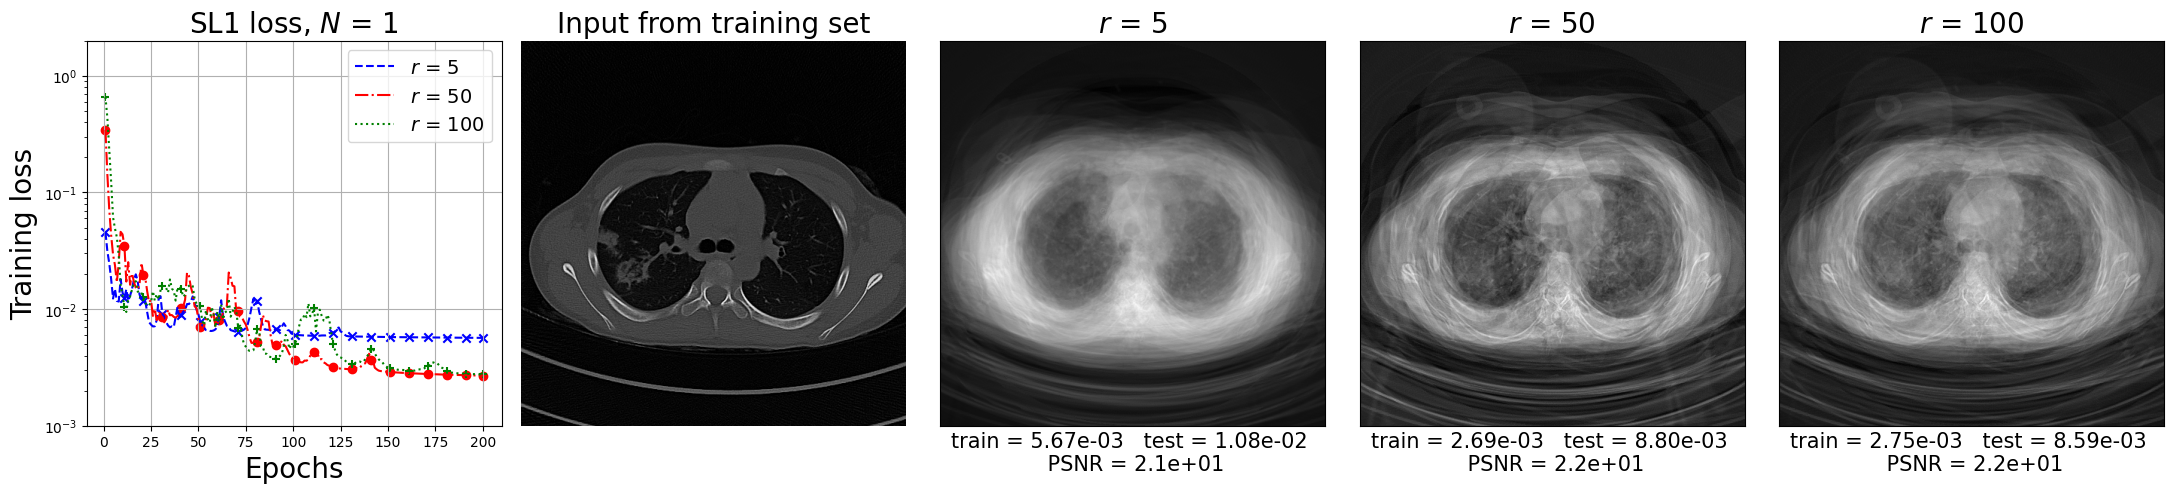 SL1 loss, N = 1
Training loss
10⁰
10⁻¹
10⁻²
10⁻³
r = 5
r = 50
r = 100
0 25 50 75 100 125 150 175 200
Epochs
Input from training set
r = 5
train = 5.67e-03 test = 1.08e-02
PSNR = 2.1e+01
r = 50
train = 2.69e-03 test = 8.80e-03
PSNR = 2.2e+01
r = 100
train = 2.75e-03 test = 8.59e-03
PSNR = 2.2e+01